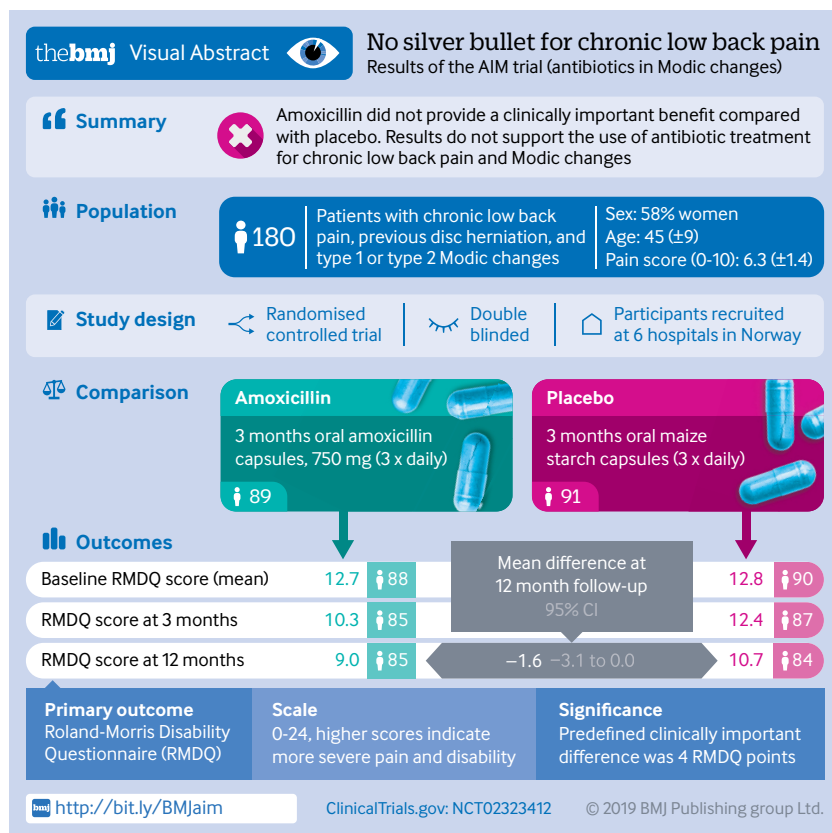 thebmj Visual Abstract
No silver bullet for chronic low back pain
Results of the AIM trial (antibiotics in Modic changes)
Summary
Amoxicillin did not provide a clinically important benefit compared
with placebo. Results do not support the use of antibiotic treatment
for chronic low back pain and Modic changes
Population
180
Patients with chronic low back
pain, previous disc herniation, and
type 1 or type 2 Modic changes
Sex: 58% women
Age: 45 (±9)
Pain score (0-10): 6.3 (±1.4)
Study design
Randomised
controlled trial
Double
blinded
Participants recruited
at 6 hospitals in Norway
Comparison
Amoxicillin
3 months oral amoxicillin
capsules, 750 mg (3 x daily)
89
Placebo
3 months oral maize
starch capsules (3 x daily)
91
Outcomes
Mean difference at
12 month follow-up
95% CI
Baseline RMDQ score (mean) 12.7 88 12.8 90
RMDQ score at 3 months 10.3 85 12.4 87
RMDQ score at 12 months 9.0 85 −1.6 −3.1 to 0.0 10.7 84
Primary outcome
Roland-Morris Disability
Questionnaire (RMDQ)
Scale
0-24, higher scores indicate
more severe pain and disability
Significance
Predefined clinically important
difference was 4 RMDQ points
bmj http://bit.ly/BMJaim
ClinicalTrials.gov: NCT02323412
© 2019 BMJ Publishing group Ltd.